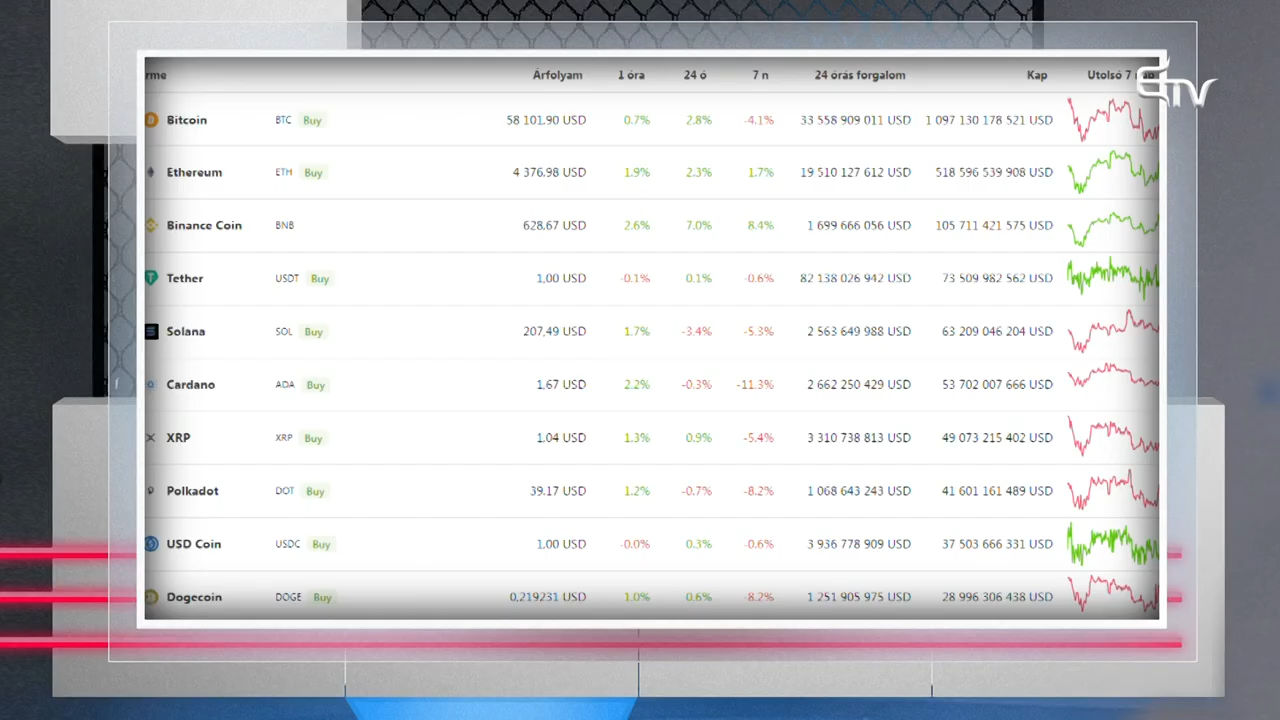 rme Árfolyam 1 óra 24 ó 7 n 24 órás forgalom Kap Utolsó 7
ETV
Bitcoin BTC Buy 58 101,90 USD 0.7% 2.8% -4.1% 33 558 909 011 USD 1 097 130 178 521 USD
Ethereum ETH Buy 4 376,98 USD 1.9% 2.3% 1.7% 19 510 127 612 USD 518 596 539 908 USD
Binance Coin BNB 628,67 USD 2.6% 7.0% 8.4% 1 699 666 056 USD 105 711 421 575 USD
Tether USDT Buy 1,00 USD -0.1% 0.1% -0.6% 82 138 026 942 USD 73 509 982 562 USD
Solana SOL Buy 207,49 USD 1.7% -3.4% -5.3% 2 563 649 988 USD 63 209 046 204 USD
Cardano ADA Buy 1,67 USD 2.2% -0.3% -11.3% 2 662 250 429 USD 53 702 007 666 USD
XRP XRP Buy 1,04 USD 1.3% 0.9% -5.4% 3 310 738 813 USD 49 073 215 402 USD
Polkadot DOT Buy 39,17 USD 1.2% -0.7% -8.2% 1 068 643 243 USD 41 601 161 489 USD
USD Coin USDC Buy 1,00 USD -0.0% 0.3% -0.6% 3 936 778 909 USD 37 503 666 331 USD
Dogecoin DOGE Buy 0,219231 USD 1.0% 0.6% -8.2% 1 251 905 975 USD 28 996 306 438 USD